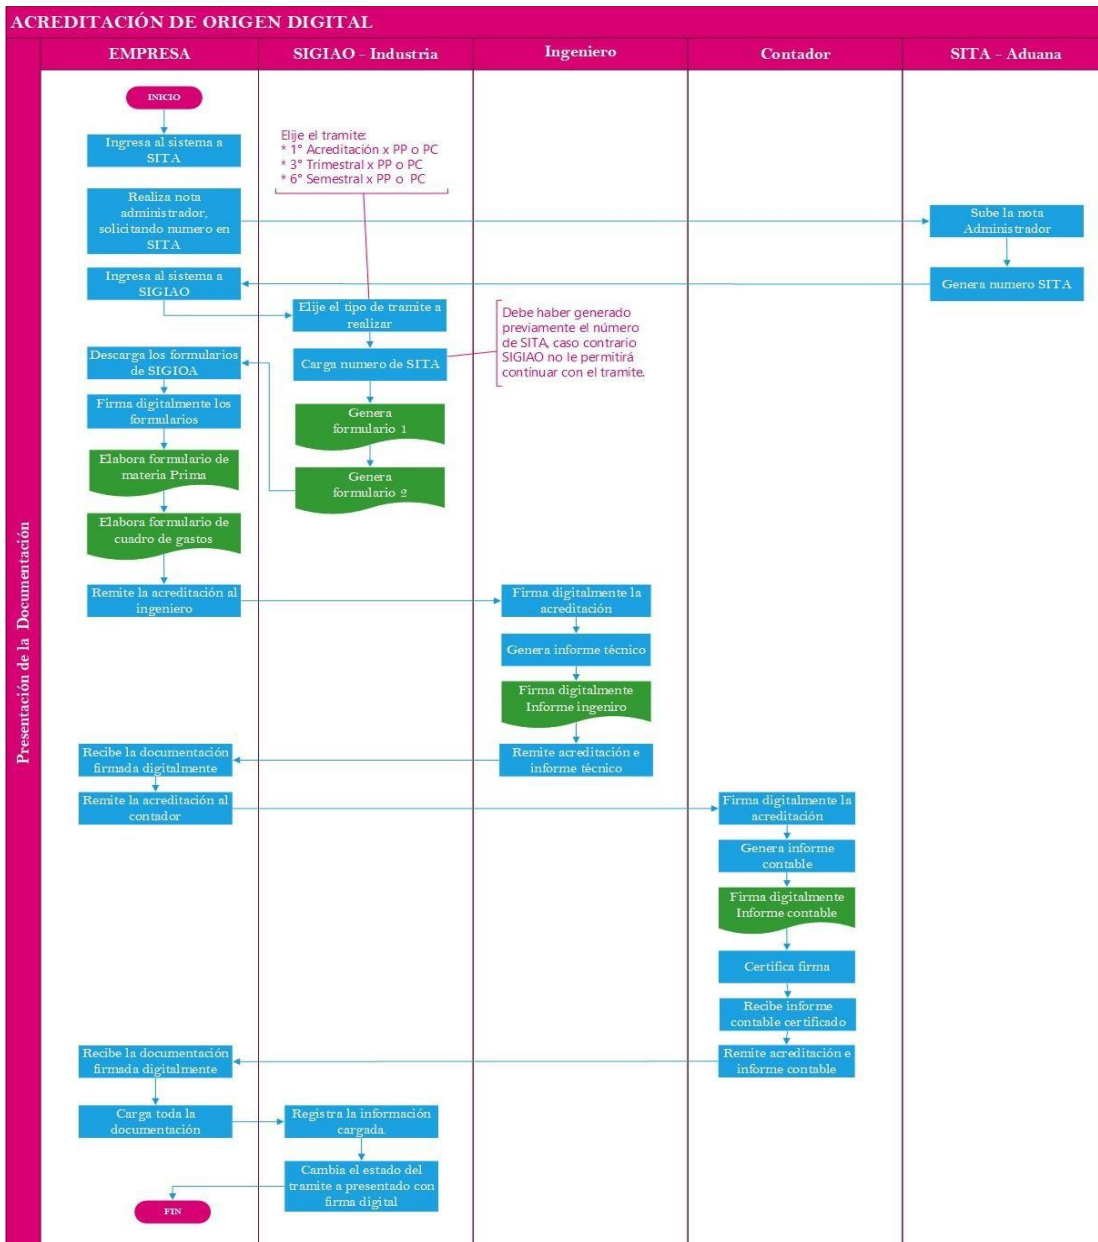 ACREDITACIÓN DE ORIGEN DIGITAL
EMPRESA
SIGIAO - Industria
Ingeniero
Contador
SITA - Aduana
Presentación de la Documentación
INICIO
Ingresa al sistema a
SITA
Elije el tramite:
* 1° Acreditación x PP o PC
* 3° Trimestral x PP o PC
* 6° Semestral x PP o PC
Realiza nota
administrador,
solicitando numero en
SITA
Sube la nota
Administrador
Ingresa al sistema a
SIGIAO
Genera numero SITA
Elije el tipo de tramite a
realizar
Debe haber generado
previamente el número
de SITA, caso contrario
SIGIAO no le permitirá
continuar con el tramite.
Descarga los formularios
de SIGIOA
Carga numero de SITA
Firma digitalmente los
formularios
Genera
formulario 1
Elabora formulario de
materia Prima
Genera
formulario 2
Elabora formulario de
cuadro de gastos
Remite la acreditación al
ingeniero
Firma digitalmente la
acreditación
Genera informe técnico
Firma digitalmente
Informe ingeniro
Recibe la documentación
firmada digitalmente
Remite acreditación e
informe técnico
Remite la acreditación al
contador
Firma digitalmente la
acreditación
Genera informe
contable
Firma digitalmente
Informe contable
Certifica firma
Recibe informe
contable certificado
Recibe la documentación
firmada digitalmente
Remite acreditación e
informe contable
Carga toda la
documentación
Registra la información
cargada.
Cambia el estado del
tramite a presentado con
firma digital
FIN